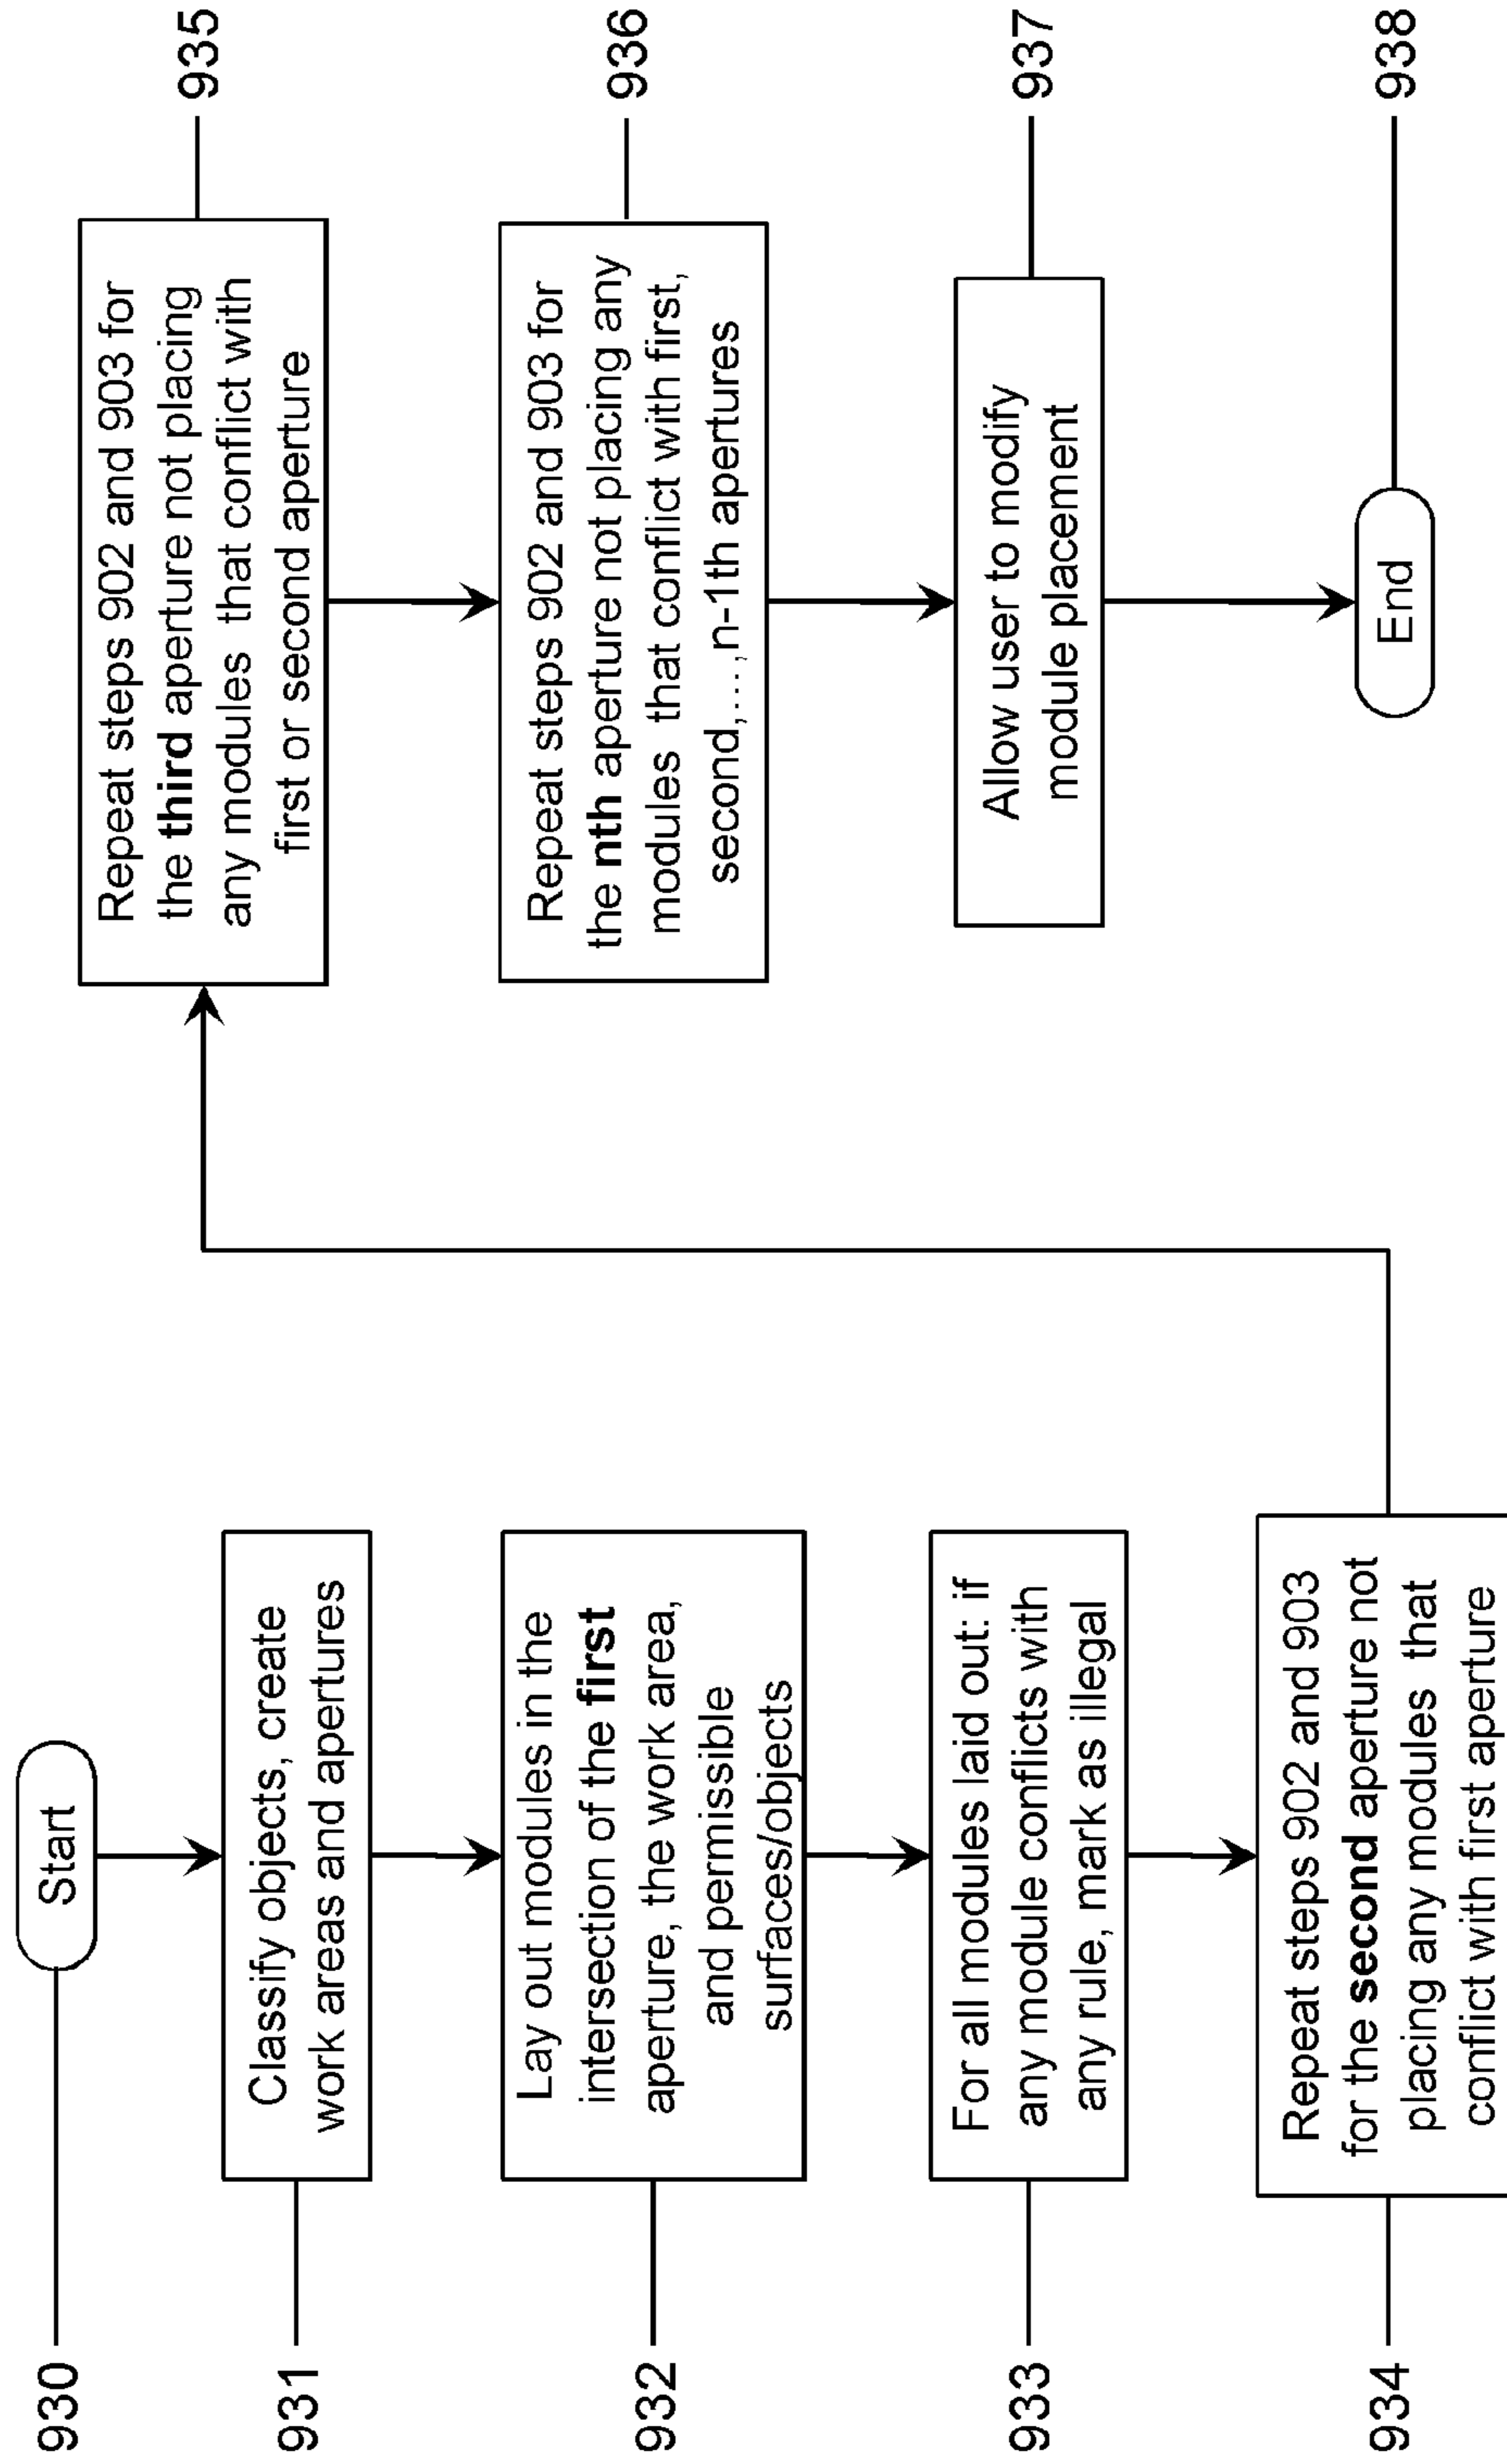 930
Start
931
Classify objects, create
work areas and apertures
932
Lay out modules in the
intersection of the first
aperture, the work area,
and permissible
surfaces/objects
933
For all modules laid out: if
any module conflicts with
any rule, mark as illegal
934
Repeat steps 902 and 903
for the second aperture not
placing any modules that
conflict with first aperture
Repeat steps 902 and 903 for
the third aperture not placing
any modules that conflict with
first or second aperture
935
Repeat steps 902 and 903 for
the nth aperture not placing any
modules that conflict with first,
second,...,n-1th apertures
936
Allow user to modify
module placement
937
End
938